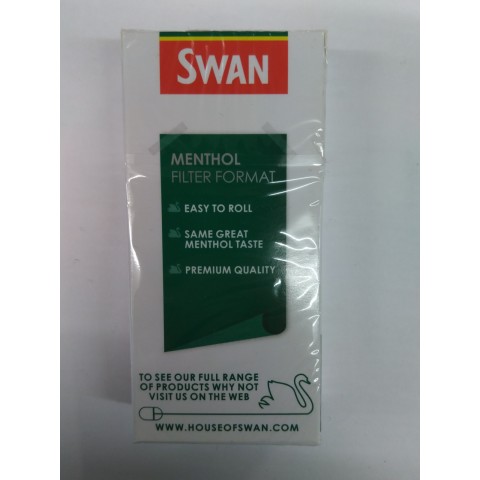 SWAN
MENTHOL
FILTER FORMAT
EASY TO ROLL
SAME GREAT
MENTHOL TASTE
PREMIUM QUALITY
TO SEE OUR FULL RANGE
OF PRODUCTS WHY NOT
VISIT US ON THE WEB
WWW.HOUSEOFSWAN.COM